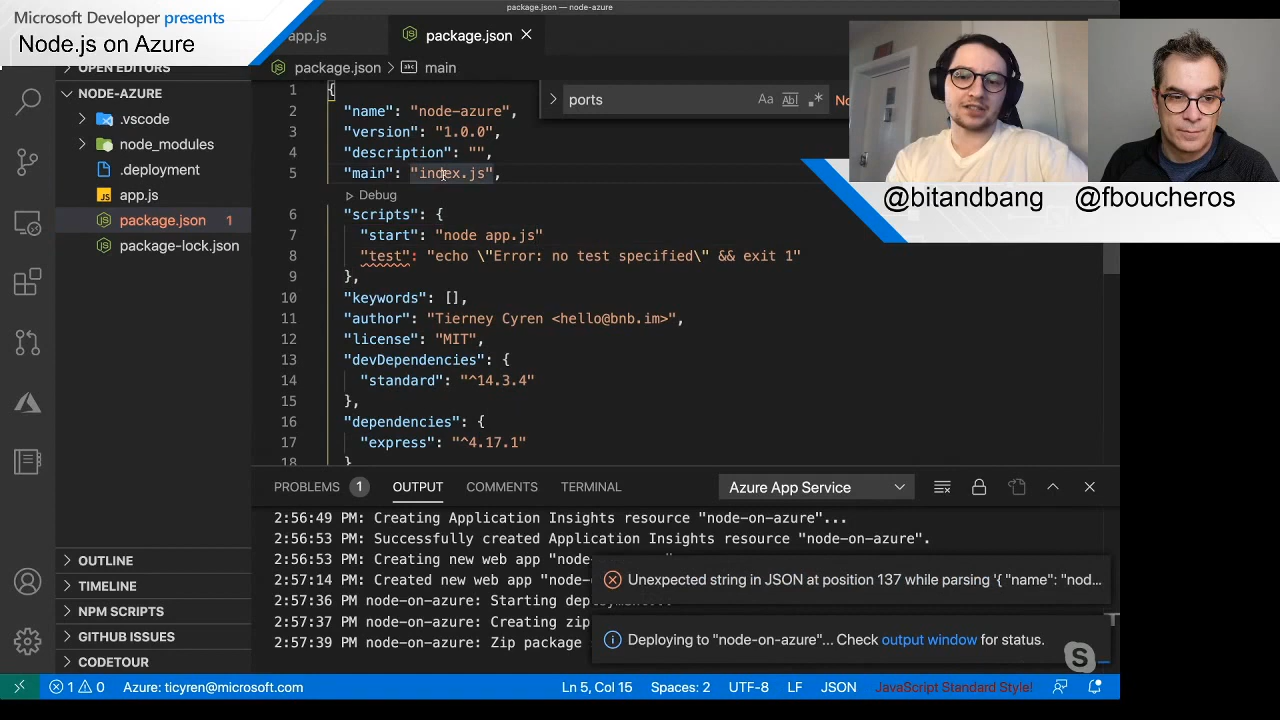 package.json — node-azure
Microsoft Developer presents
Node.js on Azure
app.js
package.json
OPEN EDITORS
package.json > main
NODE-AZURE
.vscode
node_modules
.deployment
app.js
package.json 1
package-lock.json
OUTLINE
TIMELINE
NPM SCRIPTS
GITHUB ISSUES
CODETOUR
ports
Aa Abl .*
No
1 {
2 "name": "node-azure",
3 "version": "1.0.0",
4 "description": "",
5 "main": "index.js",
Debug
6 "scripts": {
7 "start": "node app.js"
8 "test": "echo \"Error: no test specified\" && exit 1"
9 },
10 "keywords": [],
11 "author": "Tierney Cyren <hello@bnb.im>",
12 "license": "MIT",
13 "devDependencies": {
14 "standard": "^14.3.4"
15 },
16 "dependencies": {
17 "express": "^4.17.1"
18 }
@bitandbang
@fboucheros
PROBLEMS 1 OUTPUT COMMENTS TERMINAL
Azure App Service
2:56:49 PM: Creating Application Insights resource "node-on-azure"...
2:56:53 PM: Successfully created Application Insights resource "node-on-azure".
2:56:53 PM: Creating new web app "node-
2:57:14 PM: Created new web app "node-
2:57:36 PM node-on-azure: Starting
2:57:37 PM node-on-azure: Creating zip
2:57:39 PM node-on-azure: Zip package
Unexpected string in JSON at position 137 while parsing '{ "name": "nod...
Deploying to "node-on-azure"... Check output window for status.
1 0
Azure: ticyren@microsoft.com
Ln 5, Col 15
Spaces: 2
UTF-8
LF
JSON
JavaScript Standard Style!